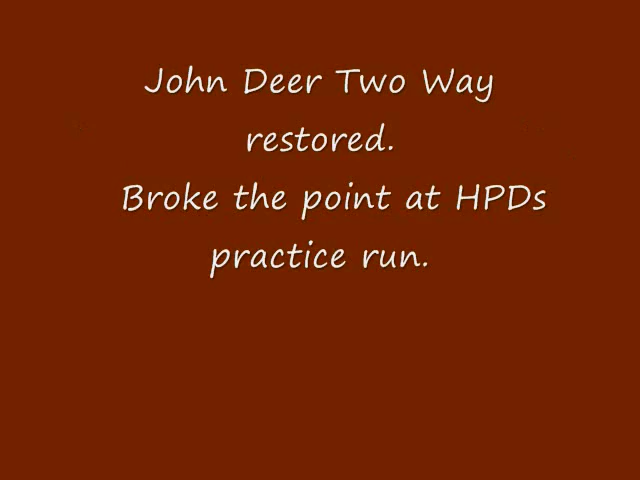 John Deer Two Way
restored.
Broke the point at HPDs
practice run.